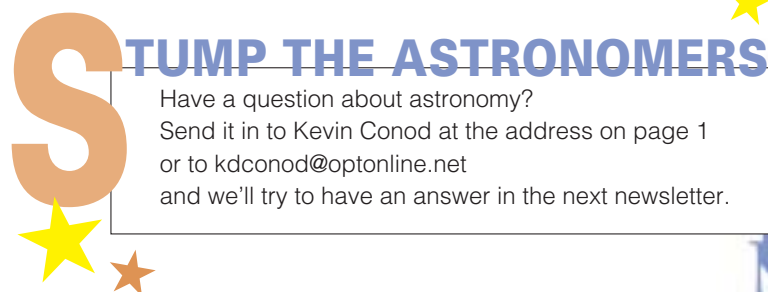 STUMP THE ASTRONOMERS
Have a question about astronomy?
Send it in to Kevin Conod at the address on page 1
or to kdconod@optonline.net
and we'll try to have an answer in the next newsletter.